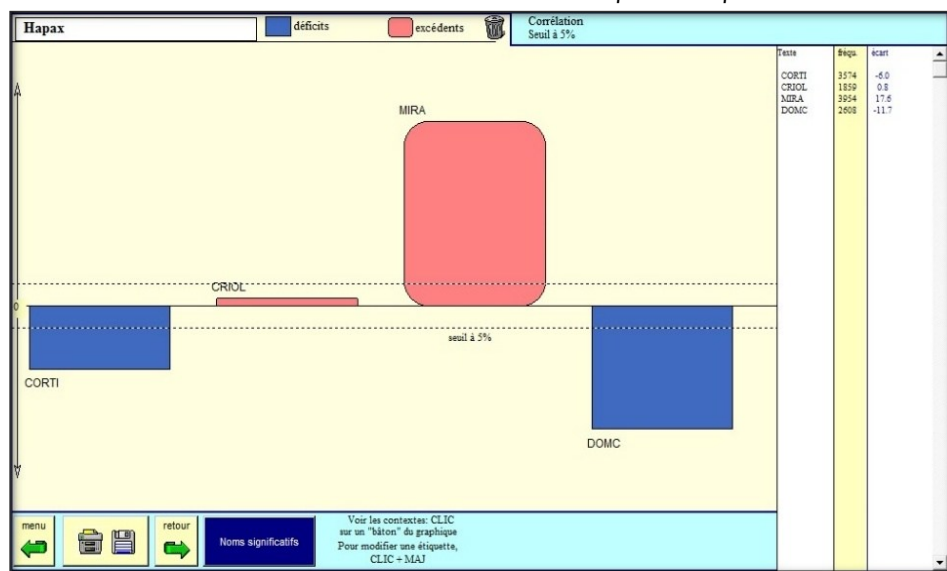 Hapax
déficits
excédents
Corrélation
Seuil à 5%
Texte fréqu. écart
CORTI 3574 -6.0
CRIOL 1859 0.8
MIRA 3954 17.6
DOMC 2608 -11.7
MIRA
CRIOL
0
seuil à 5%
CORTI
DOMC
menu
retour
Noms significatifs
Voir les contextes: CLIC
sur un "bâton" du graphique
Pour modifier une étiquette,
CLIC + MAJ